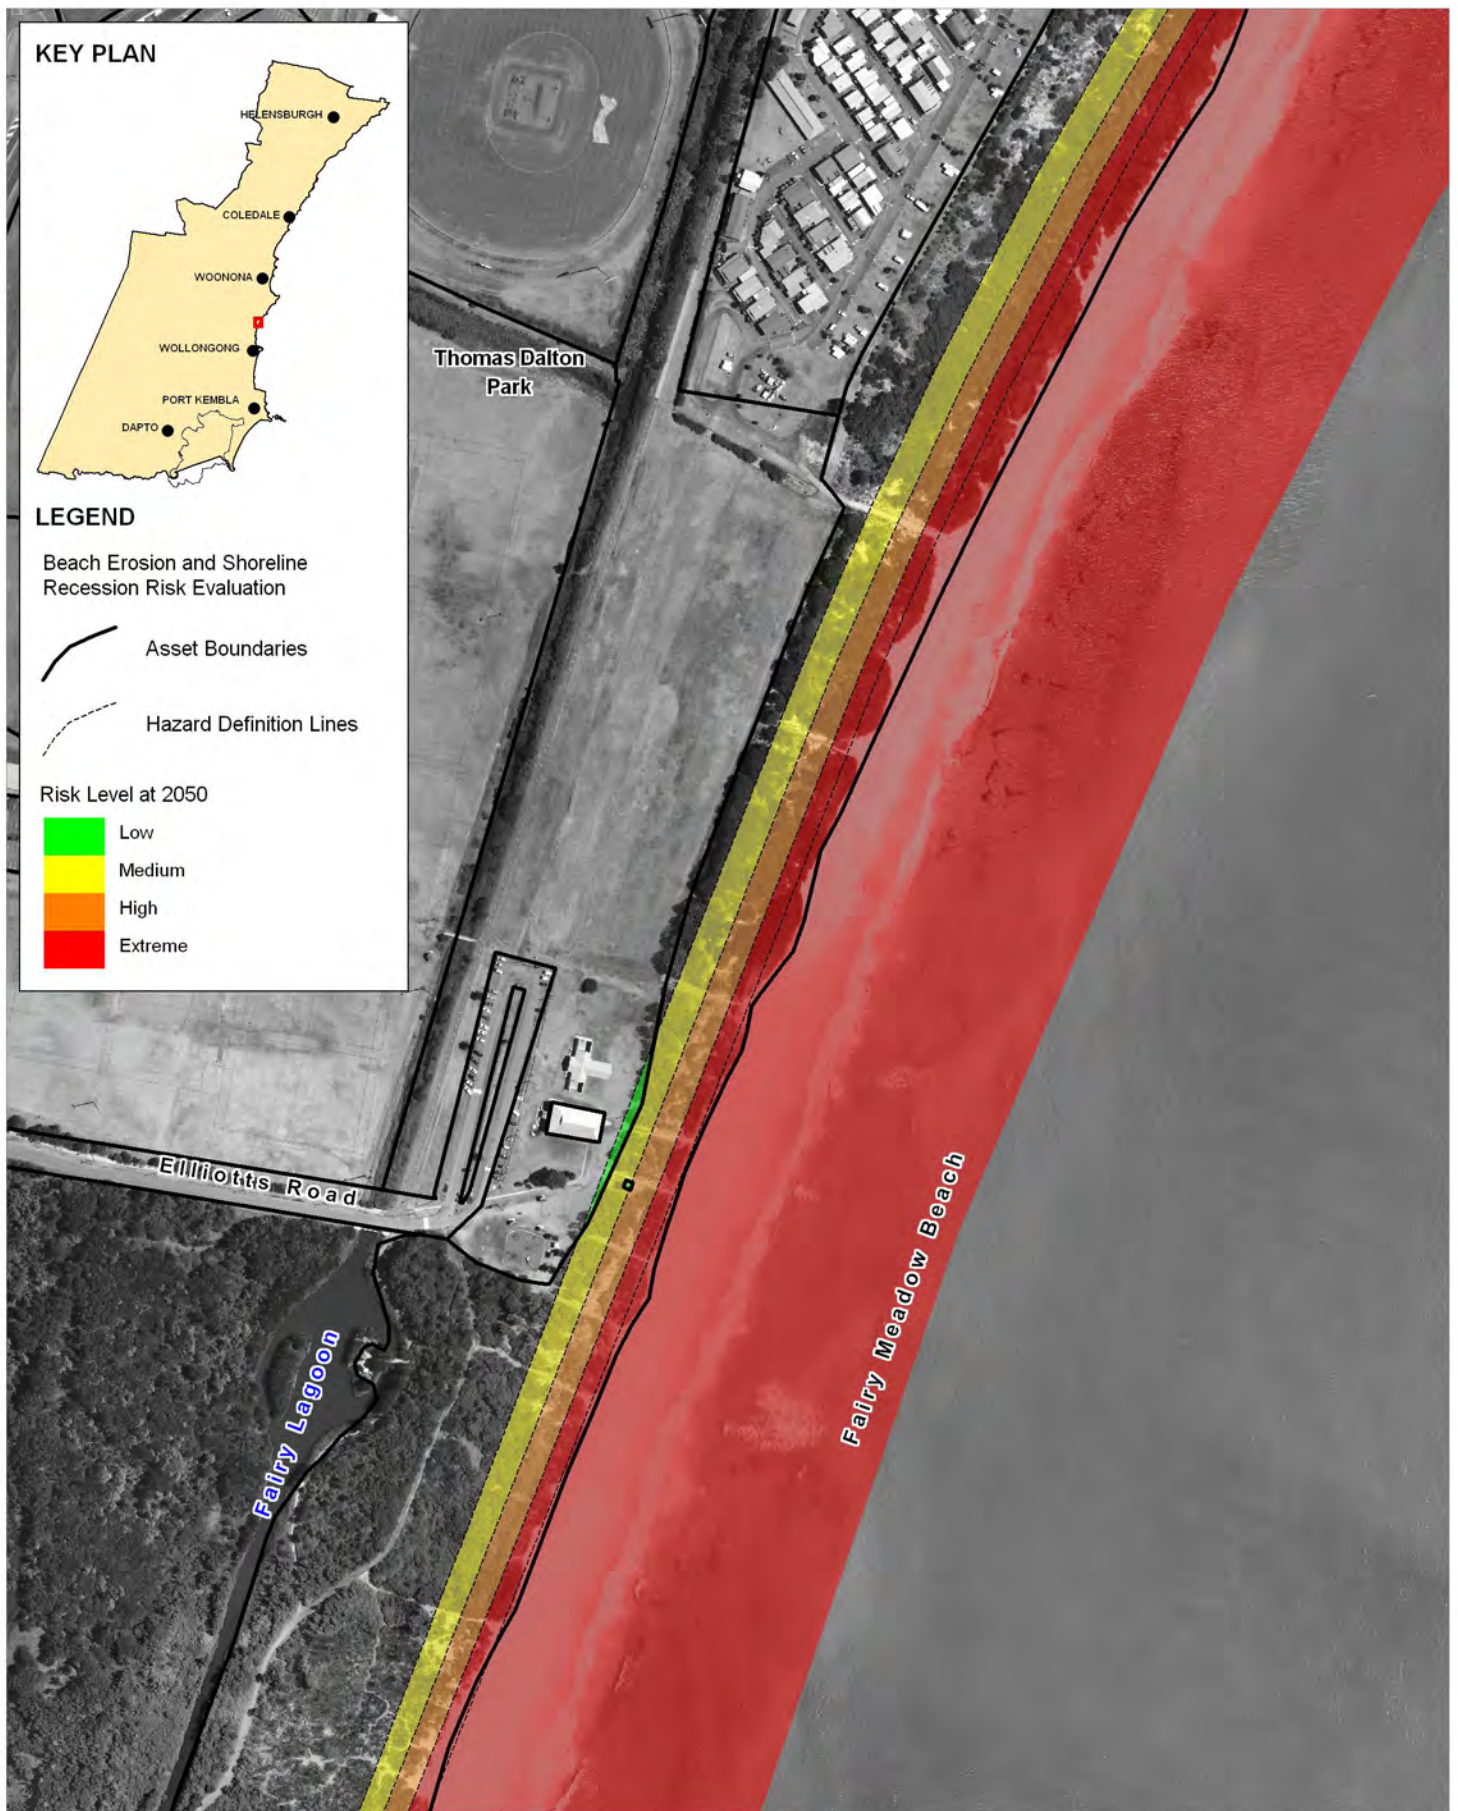 KEY PLAN
HELENSBURGH
COLEDALE
WOONONA
WOLLONGONG
PORT KEMBLA
DAPTO
LEGEND
Beach Erosion and Shoreline
Recession Risk Evaluation
Asset Boundaries
Hazard Definition Lines
Risk Level at 2050
Low
Medium
High
Extreme
Thomas Dalton
Park
Elliotts Road
Fairy Lagoon
Fairy Meadow Beach